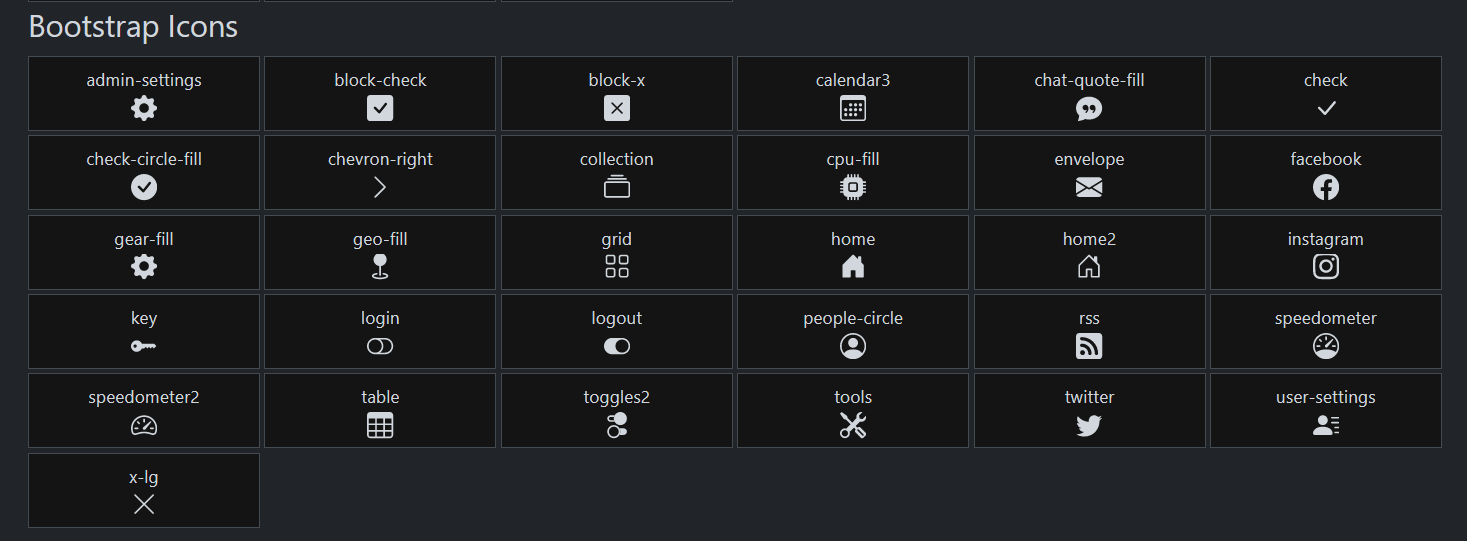 Bootstrap Icons
admin-settings block-check block-x calendar3 chat-quote-fill check
check-circle-fill chevron-right collection cpu-fill envelope facebook
gear-fill geo-fill grid home home2 instagram
key login logout people-circle rss speedometer
speedometer2 table toggles2 tools twitter user-settings
x-lg